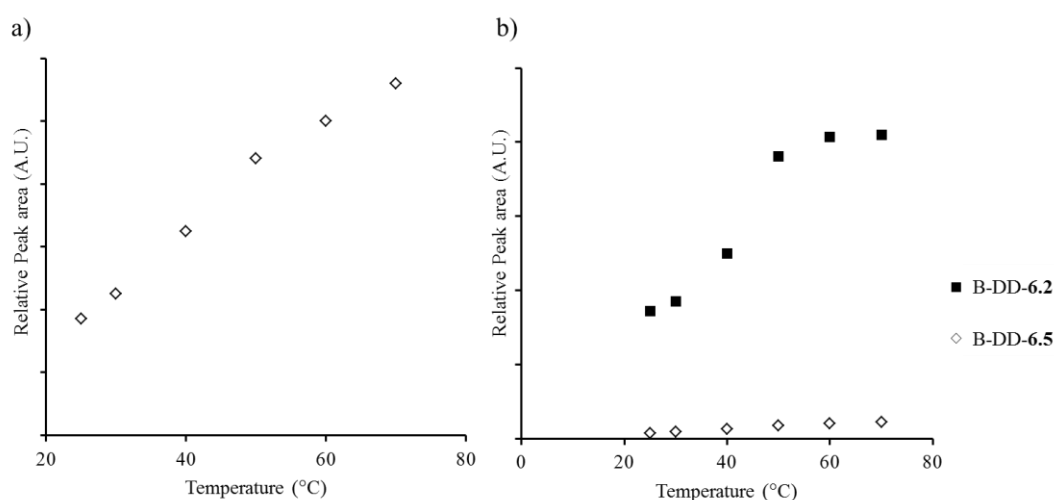 a)
Relative Peak area (A.U.)
20 40 60 80
Temperature (°C)
b)
Relative Peak area (A.U.)
0 20 40 60 80
Temperature (°C)
B-DD-6.2
B-DD-6.5